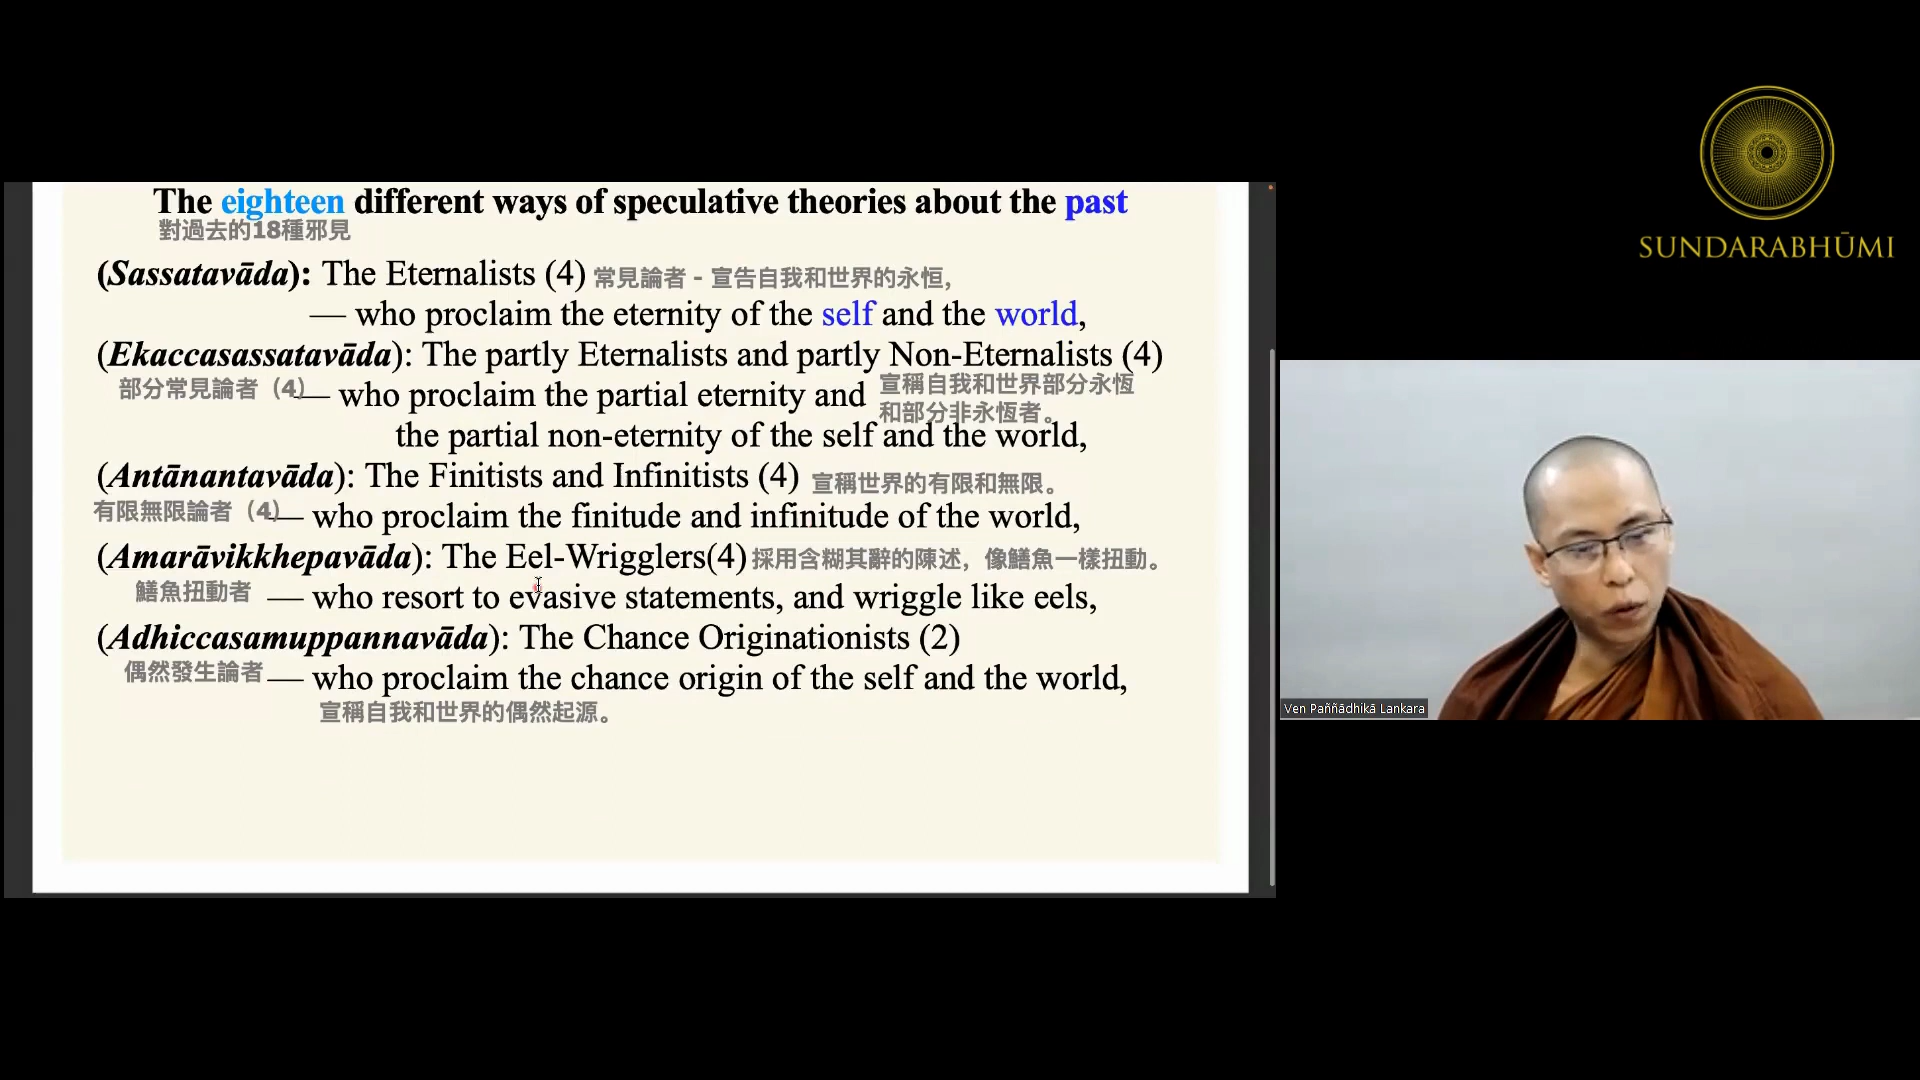 The eighteen different ways of speculative theories about the past
對過去的18種邪見
(Sassatavāda): The Eternalists (4) 常見論者 - 宣告自我和世界的永恒,
— who proclaim the eternity of the self and the world,
(Ekaccasassatavāda): The partly Eternalists and partly Non-Eternalists (4)
部分常見論者（4） — who proclaim the partial eternity and 宣稱自我和世界部分永恆
和部分非永恆者。
the partial non-eternity of the self and the world,
(Antānantavāda): The Finitists and Infinitists (4) 宣稱世界的有限和無限。
有限無限論者（4） — who proclaim the finitude and infinitude of the world,
(Amarāvikkhepavāda): The Eel-Wrigglers(4) 採用含糊其辭的陳述，像鱔魚一樣扭動。
鱔魚扭動者 — who resort to evasive statements, and wriggle like eels,
(Adhiccasamuppannavāda): The Chance Originationists (2)
偶然發生論者 — who proclaim the chance origin of the self and the world,
宣稱自我和世界的偶然起源。
SUNDARABHŪMI
Ven Paññādhikā Lankara